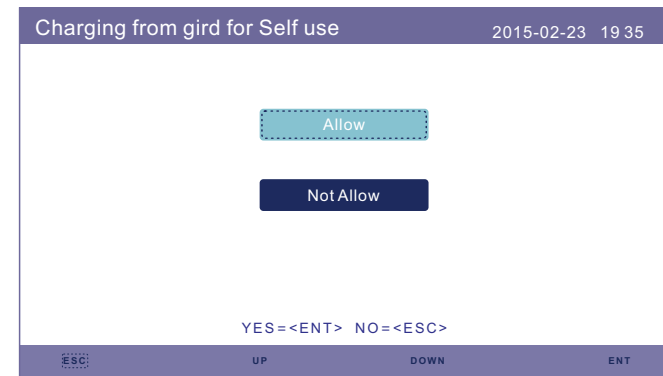 Charging from gird for Self use 2015-02-23 19 35
Allow
Not Allow
YES=<ENT> NO=<ESC>
ESC UP DOWN ENT